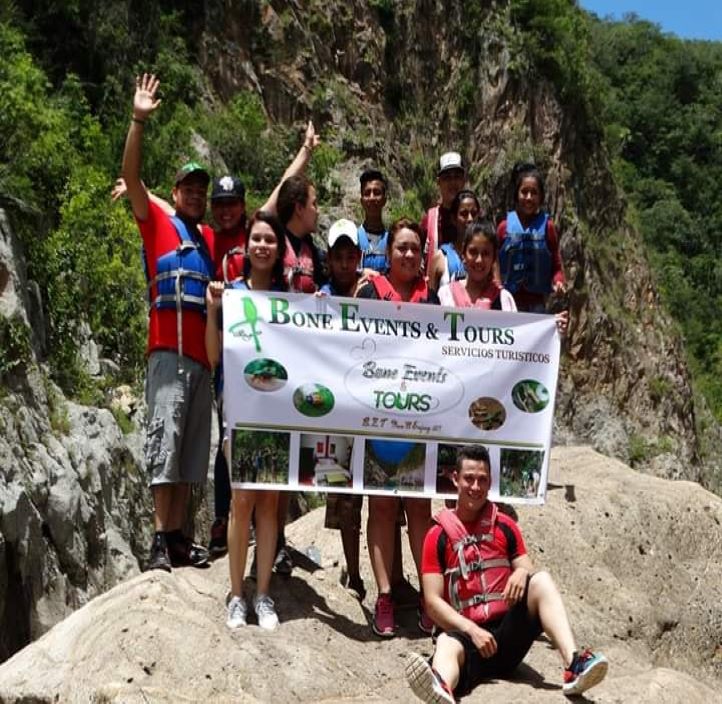 BONE EVENTS & TOURS
SERVICIOS TURISTICOS
Bone Events
&
TOURS